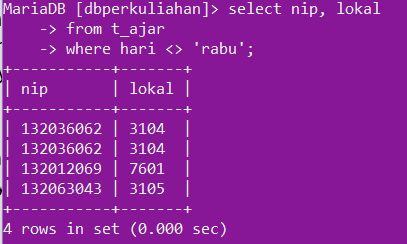 MariaDB [dbperkuliahan]> select nip, lokal
    -> from t_ajar
    -> where hari <> 'rabu';
+-----------+-------+
| nip       | lokal |
+-----------+-------+
| 132036062 | 3104  |
| 132036062 | 3104  |
| 132012069 | 7601  |
| 132063043 | 3105  |
+-----------+-------+
4 rows in set (0.000 sec)